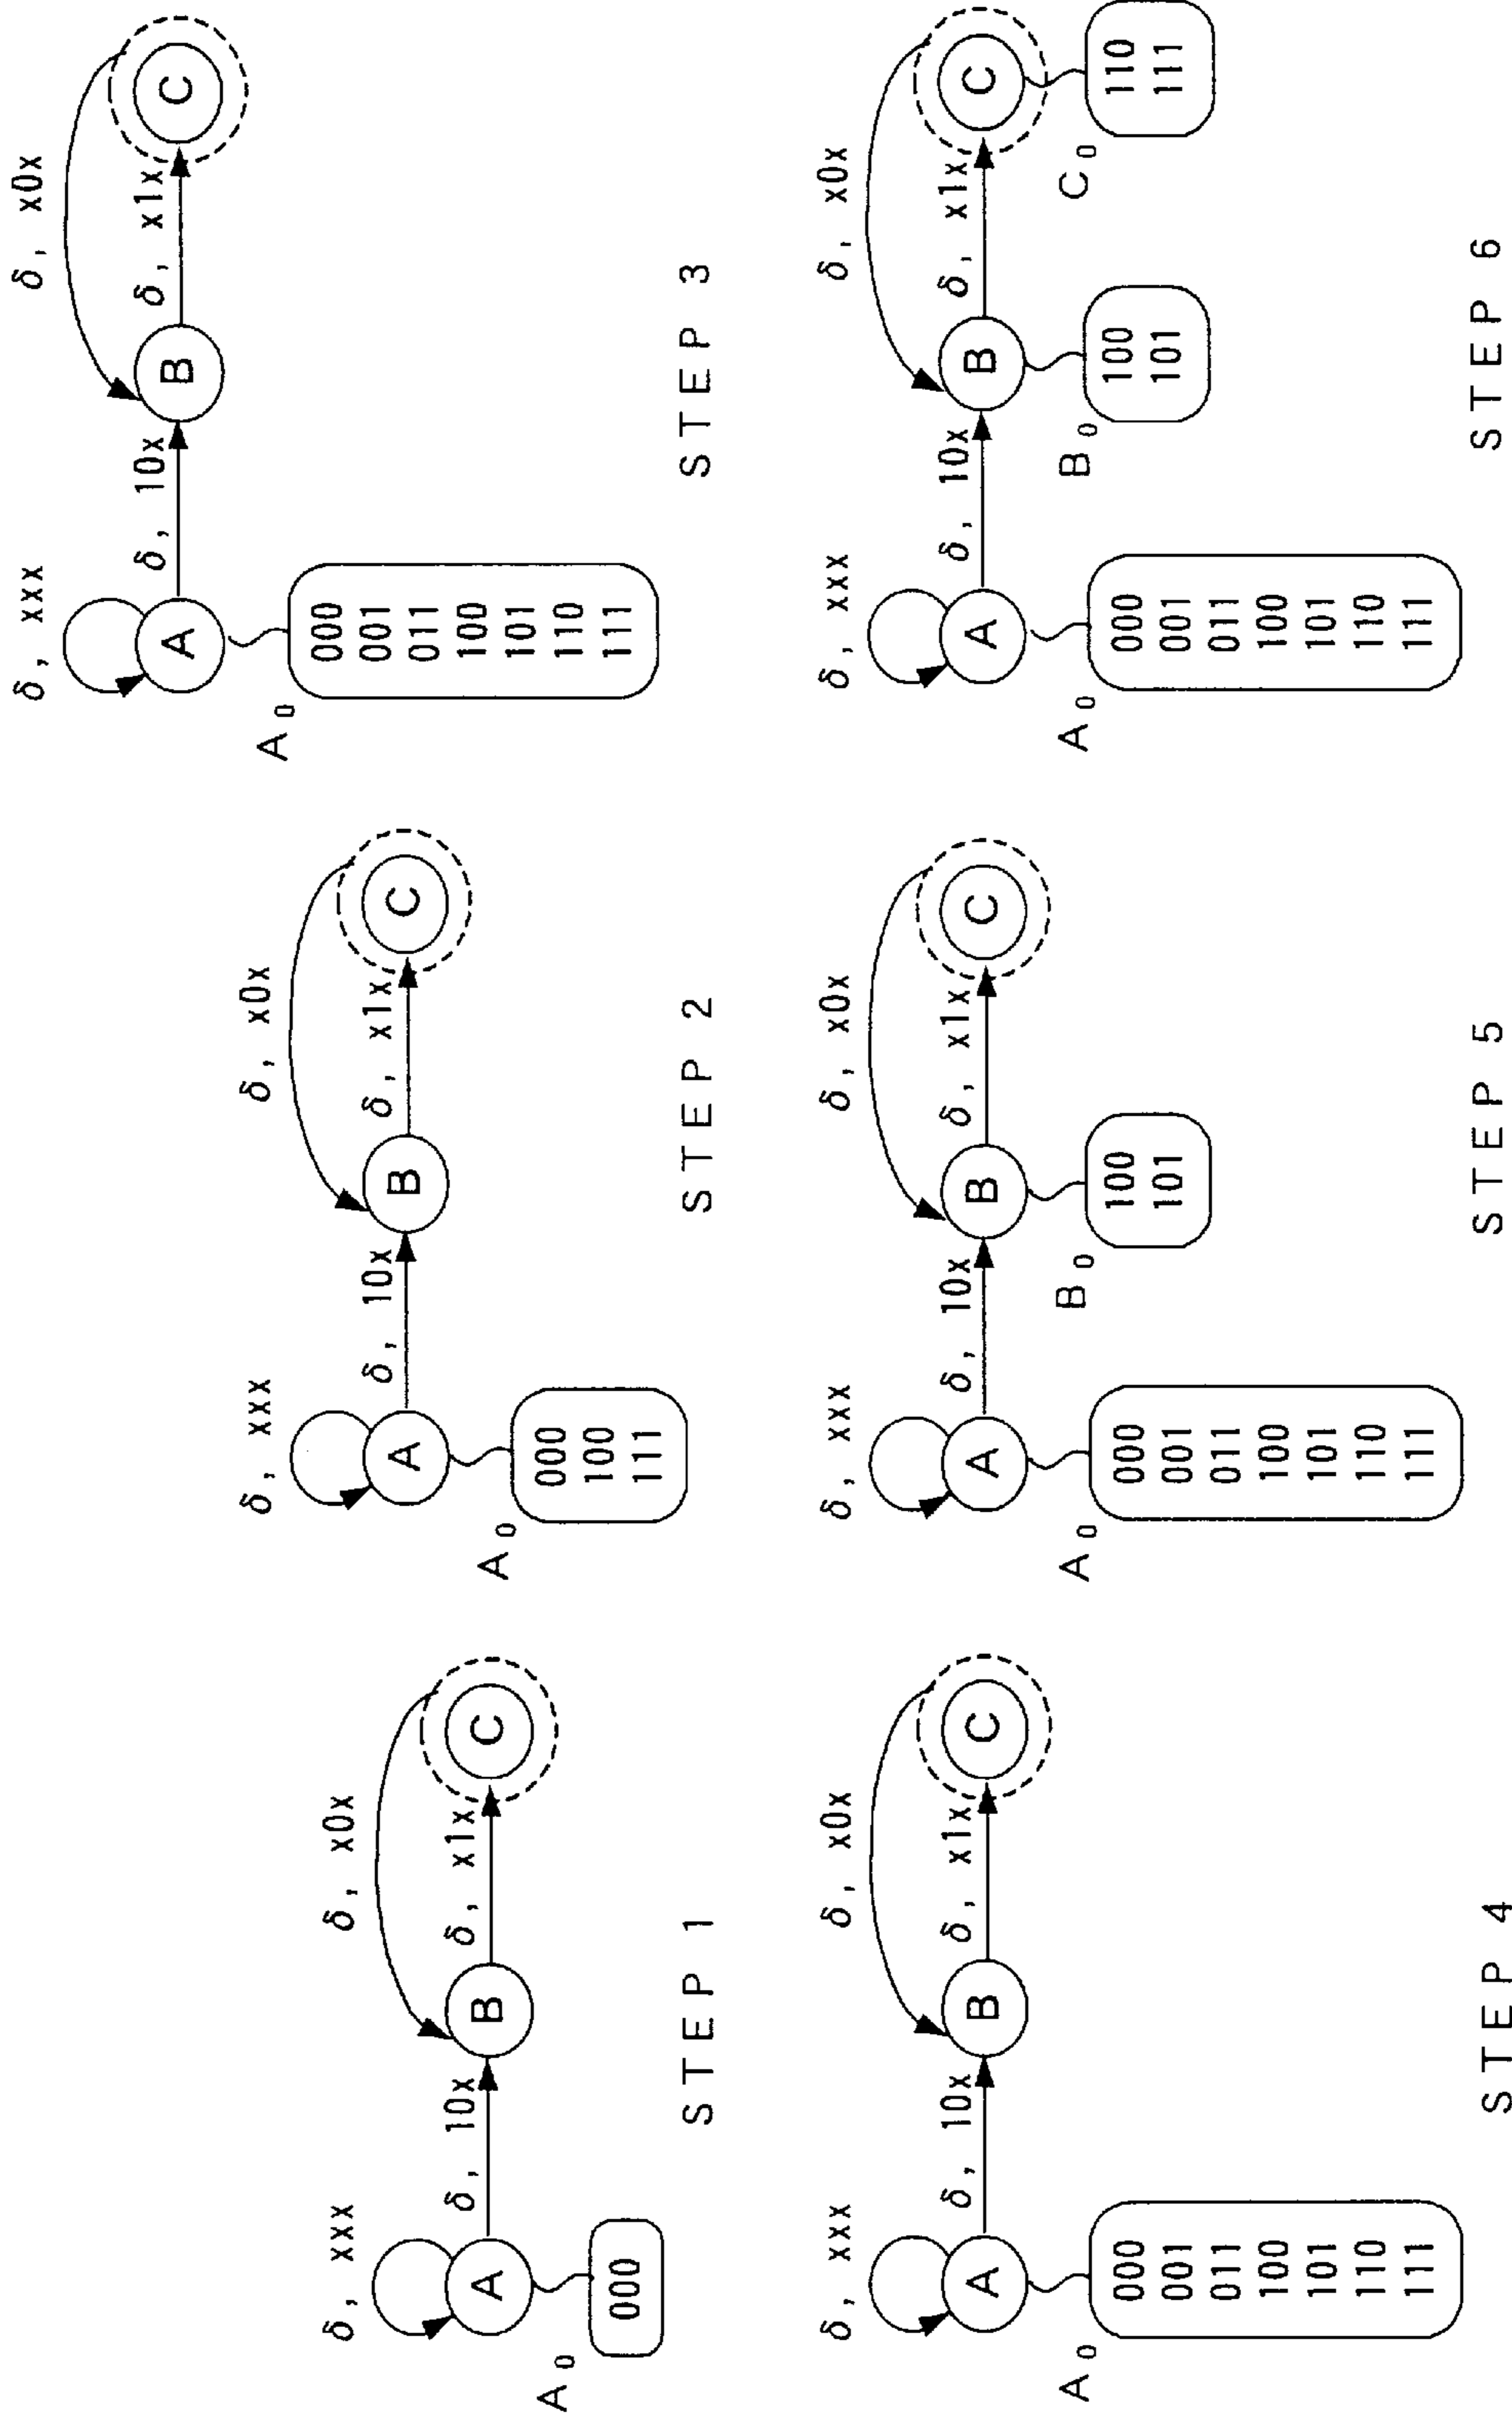 δ, xxx
δ, x0x
A
δ, 10x
B
δ, x1x
C
A0
000
STEP 1
δ, xxx
δ, x0x
A
δ, 10x
B
δ, x1x
C
A0
000
100
111
STEP 2
δ, xxx
δ, x0x
A
δ, 10x
B
δ, x1x
C
A0
000
001
011
100
101
110
111
STEP 3
δ, xxx
δ, x0x
A
δ, 10x
B
δ, x1x
C
A0
000
001
011
100
101
110
111
STEP 4
δ, xxx
δ, x0x
A
δ, 10x
B
δ, x1x
C
A0
000
001
011
100
101
110
111
B0
100
101
STEP 5
δ, xxx
δ, x0x
A
δ, 10x
B
δ, x1x
C
A0
000
001
011
100
101
110
111
B0
100
101
C0
110
111
STEP 6